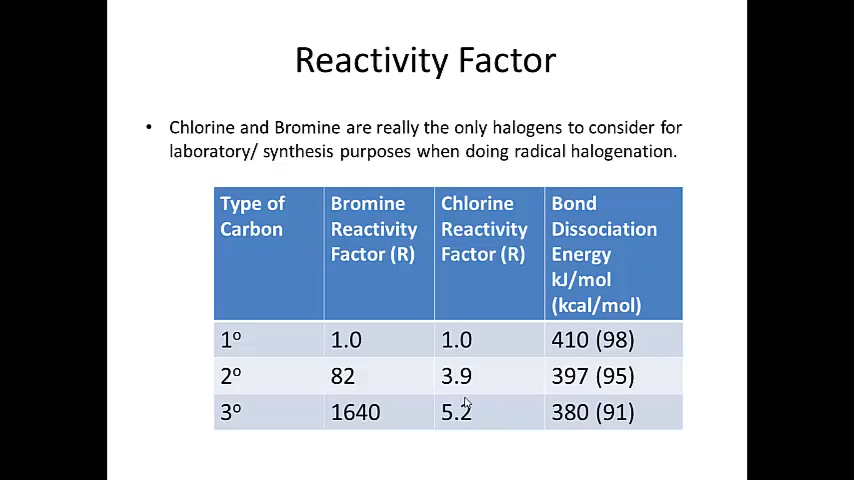 Reactivity Factor
• Chlorine and Bromine are really the only halogens to consider for
laboratory/ synthesis purposes when doing radical halogenation.
Type of Carbon | Bromine Reactivity Factor (R) | Chlorine Reactivity Factor (R) | Bond Dissociation Energy kJ/mol (kcal/mol)
1º | 1.0 | 1.0 | 410 (98)
2º | 82 | 3.9 | 397 (95)
3º | 1640 | 5.2 | 380 (91)